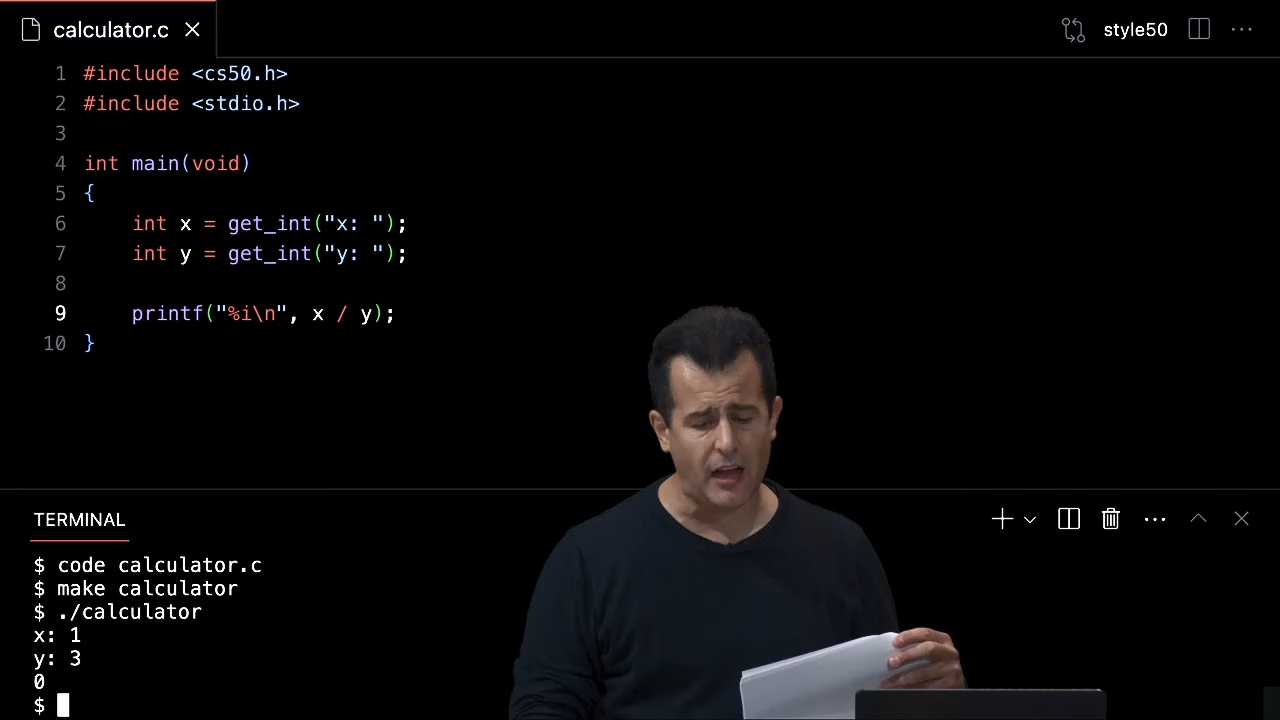 calculator.c
style50
1 #include <cs50.h>
2 #include <stdio.h>
3
4 int main(void)
5 {
6     int x = get_int("x: ");
7     int y = get_int("y: ");
8
9     printf("%i\n", x / y);
10 }
TERMINAL
$ code calculator.c
$ make calculator
$ ./calculator
x: 1
y: 3
0
$